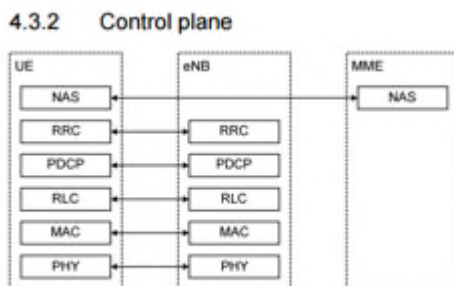 4.3.2 Control plane
UE eNB MME
NAS NAS
RRC RRC
PDCP PDCP
RLC RLC
MAC MAC
PHY PHY